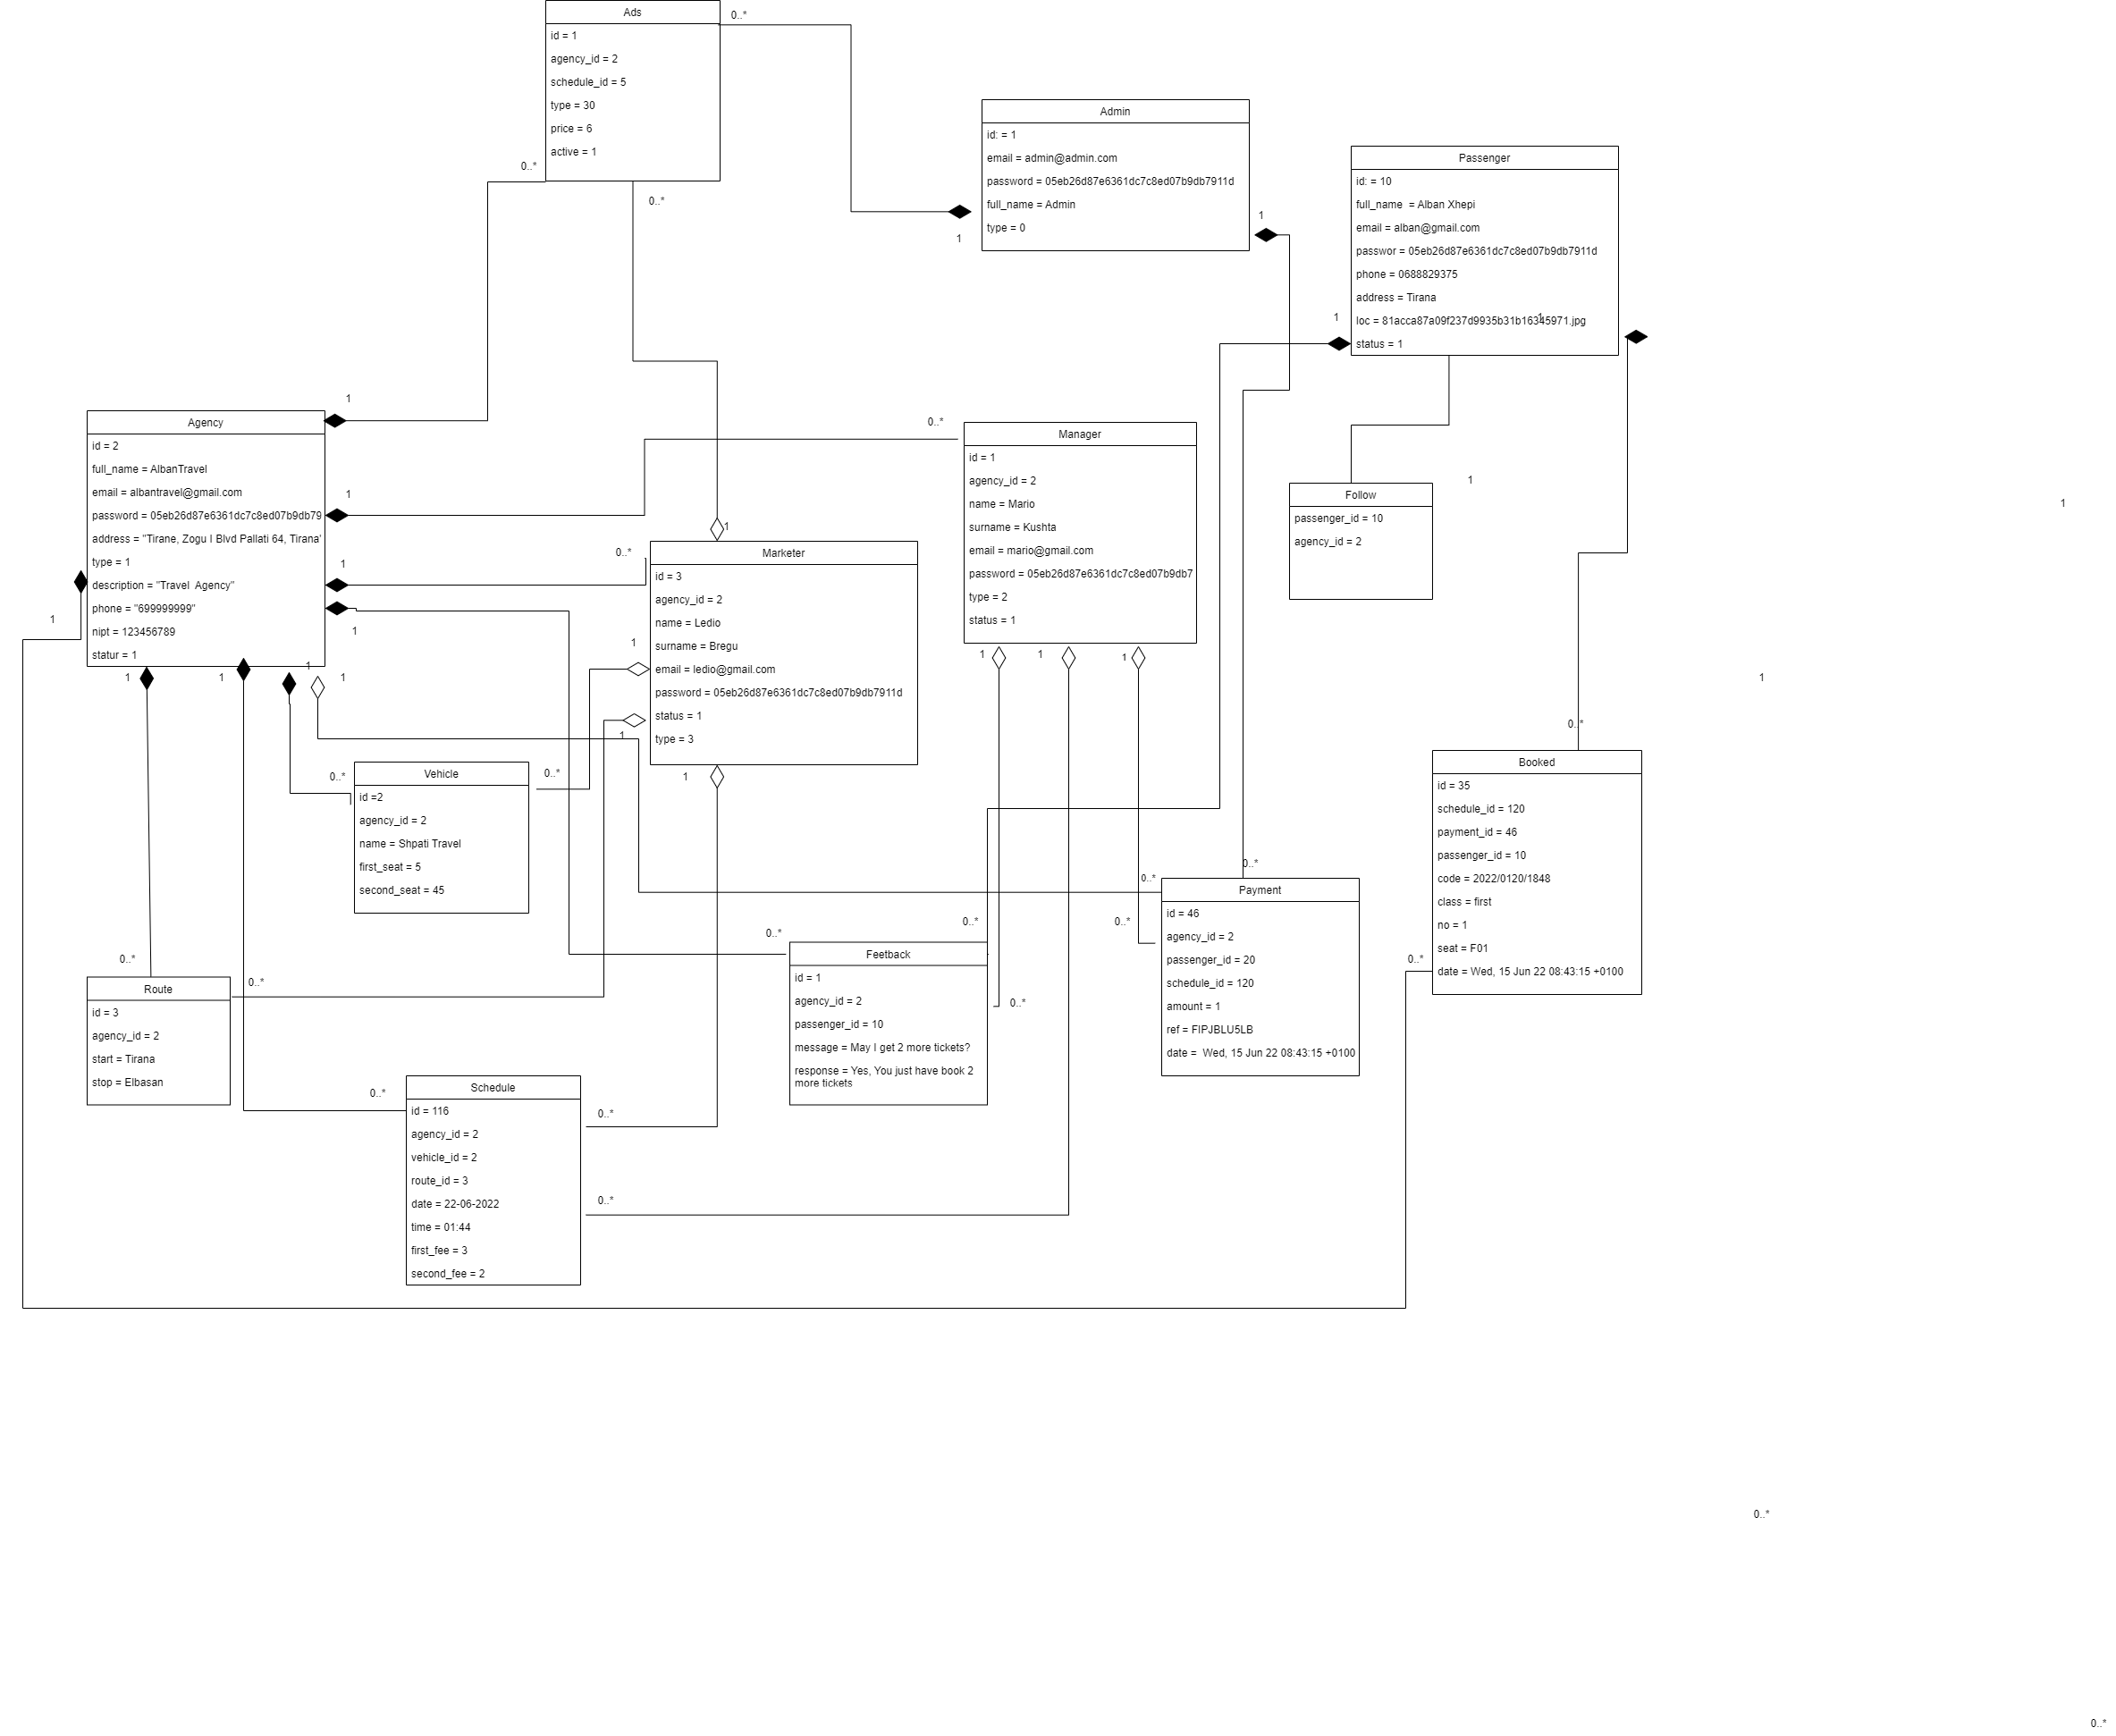 Ads
id = 1
agency_id = 2
schedule_id = 5
type = 30
price = 6
active = 1
0..*
0..*
0..*
Admin
id: = 1
email = admin@admin.com
password = 05eb26d87e6361dc7c8ed07b9db7911d
full_name = Admin
type = 0
1
1
Passenger
id: = 10
full_name  = Alban Xhepi
email = alban@gmail.com
passwor = 05eb26d87e6361dc7c8ed07b9db7911d
phone = 0688829375
address = Tirana
loc = 81acca87a09f237d9935b31b16345971.jpg
status = 1
1
1
Agency
id = 2
full_name = AlbanTravel
email = albantravel@gmail.com
password = 05eb26d87e6361dc7c8ed07b9db79
address = "Tirane, Zogu I Blvd Pallati 64, Tirana'
type = 1
description = "Travel  Agency"
phone = "699999999"
nipt = 123456789
statur = 1
1
1
1
1
1
1
1
1
1
0..*
Manager
id = 1
agency_id = 2
name = Mario
surname = Kushta
email = mario@gmail.com
password = 05eb26d87e6361dc7c8ed07b9db7
type = 2
status = 1
1
1
1
Follow
passenger_id = 10
agency_id = 2
1
1
1
0..*
1
Marketer
id = 3
agency_id = 2
name = Ledio
surname = Bregu
email = ledio@gmail.com
password = 05eb26d87e6361dc7c8ed07b9db7911d
status = 1
type = 3
1
1
1
0..*
0..*
Vehicle
id =2
agency_id = 2
name = Shpati Travel
first_seat = 5
second_seat = 45
0..*
Booked
id = 35
schedule_id = 120
payment_id = 46
passenger_id = 10
code = 2022/0120/1848
class = first
no = 1
seat = F01
date = Wed, 15 Jun 22 08:43:15 +0100
0..*
0..*
0..*
0..*
Payment
id = 46
agency_id = 2
passenger_id = 20
schedule_id = 120
amount = 1
ref = FIPJBLU5LB
date =  Wed, 15 Jun 22 08:43:15 +0100
0..*
0..*
0..*
Feetback
id = 1
agency_id = 2
passenger_id = 10
message = May I get 2 more tickets?
response = Yes, You just have book 2
more tickets
0..*
0..*
Route
id = 3
agency_id = 2
start = Tirana
stop = Elbasan
0..*
0..*
0..*
Schedule
id = 116
agency_id = 2
vehicle_id = 2
route_id = 3
date = 22-06-2022
time = 01:44
first_fee = 3
second_fee = 2
0..*
0..*